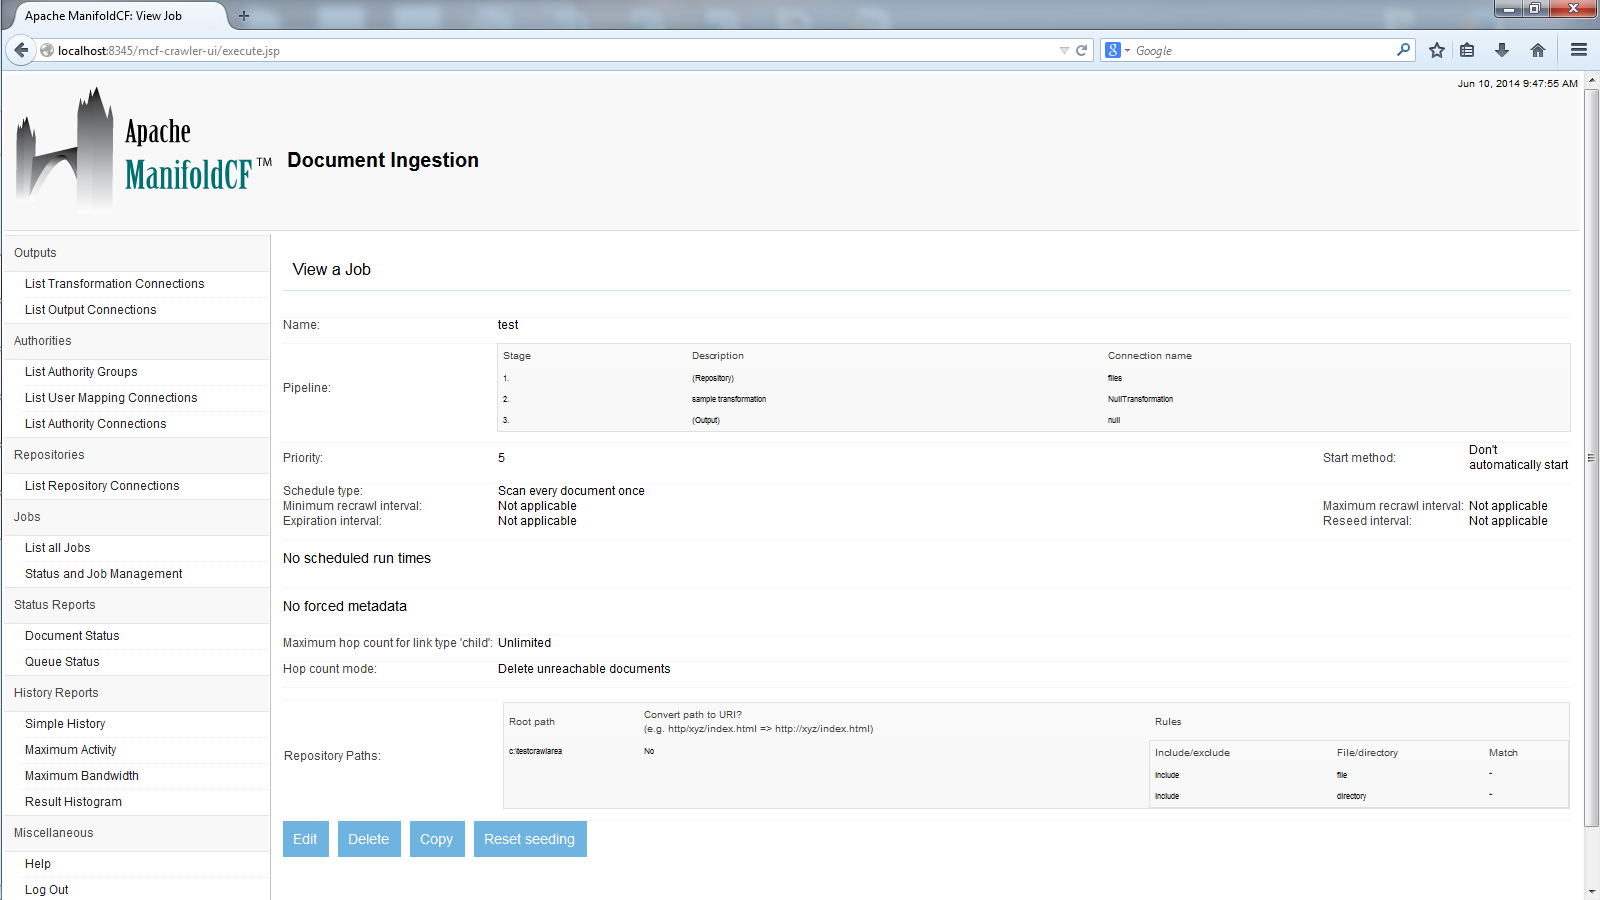 Apache ManifoldCF: View Job
localhost:8345/mcf-crawler-ui/execute.jsp
Google
Jun 10, 2014 9:47:55 AM
Apache
ManifoldCF™
Document Ingestion
Outputs
List Transformation Connections
List Output Connections
Authorities
List Authority Groups
List User Mapping Connections
List Authority Connections
Repositories
List Repository Connections
Jobs
List all Jobs
Status and Job Management
Status Reports
Document Status
Queue Status
History Reports
Simple History
Maximum Activity
Maximum Bandwidth
Result Histogram
Miscellaneous
Help
Log Out
View a Job
Name: test
Pipeline:
Stage Description Connection name
1. (Repository) files
2. sample transformation NullTransformation
3. (Output) null
Priority: 5 Start method: Don't
automatically start
Schedule type: Scan every document once
Minimum recrawl interval: Not applicable Maximum recrawl interval: Not applicable
Expiration interval: Not applicable Reseed interval: Not applicable
No scheduled run times
No forced metadata
Maximum hop count for link type 'child': Unlimited
Hop count mode: Delete unreachable documents
Repository Paths:
Root path Convert path to URI? Rules
(e.g. http/xyz/index.html => http://xyz/index.html)
c:\testcrawlarea No
Include/exclude File/directory Match
include file *
include directory *
Edit Delete Copy Reset seeding